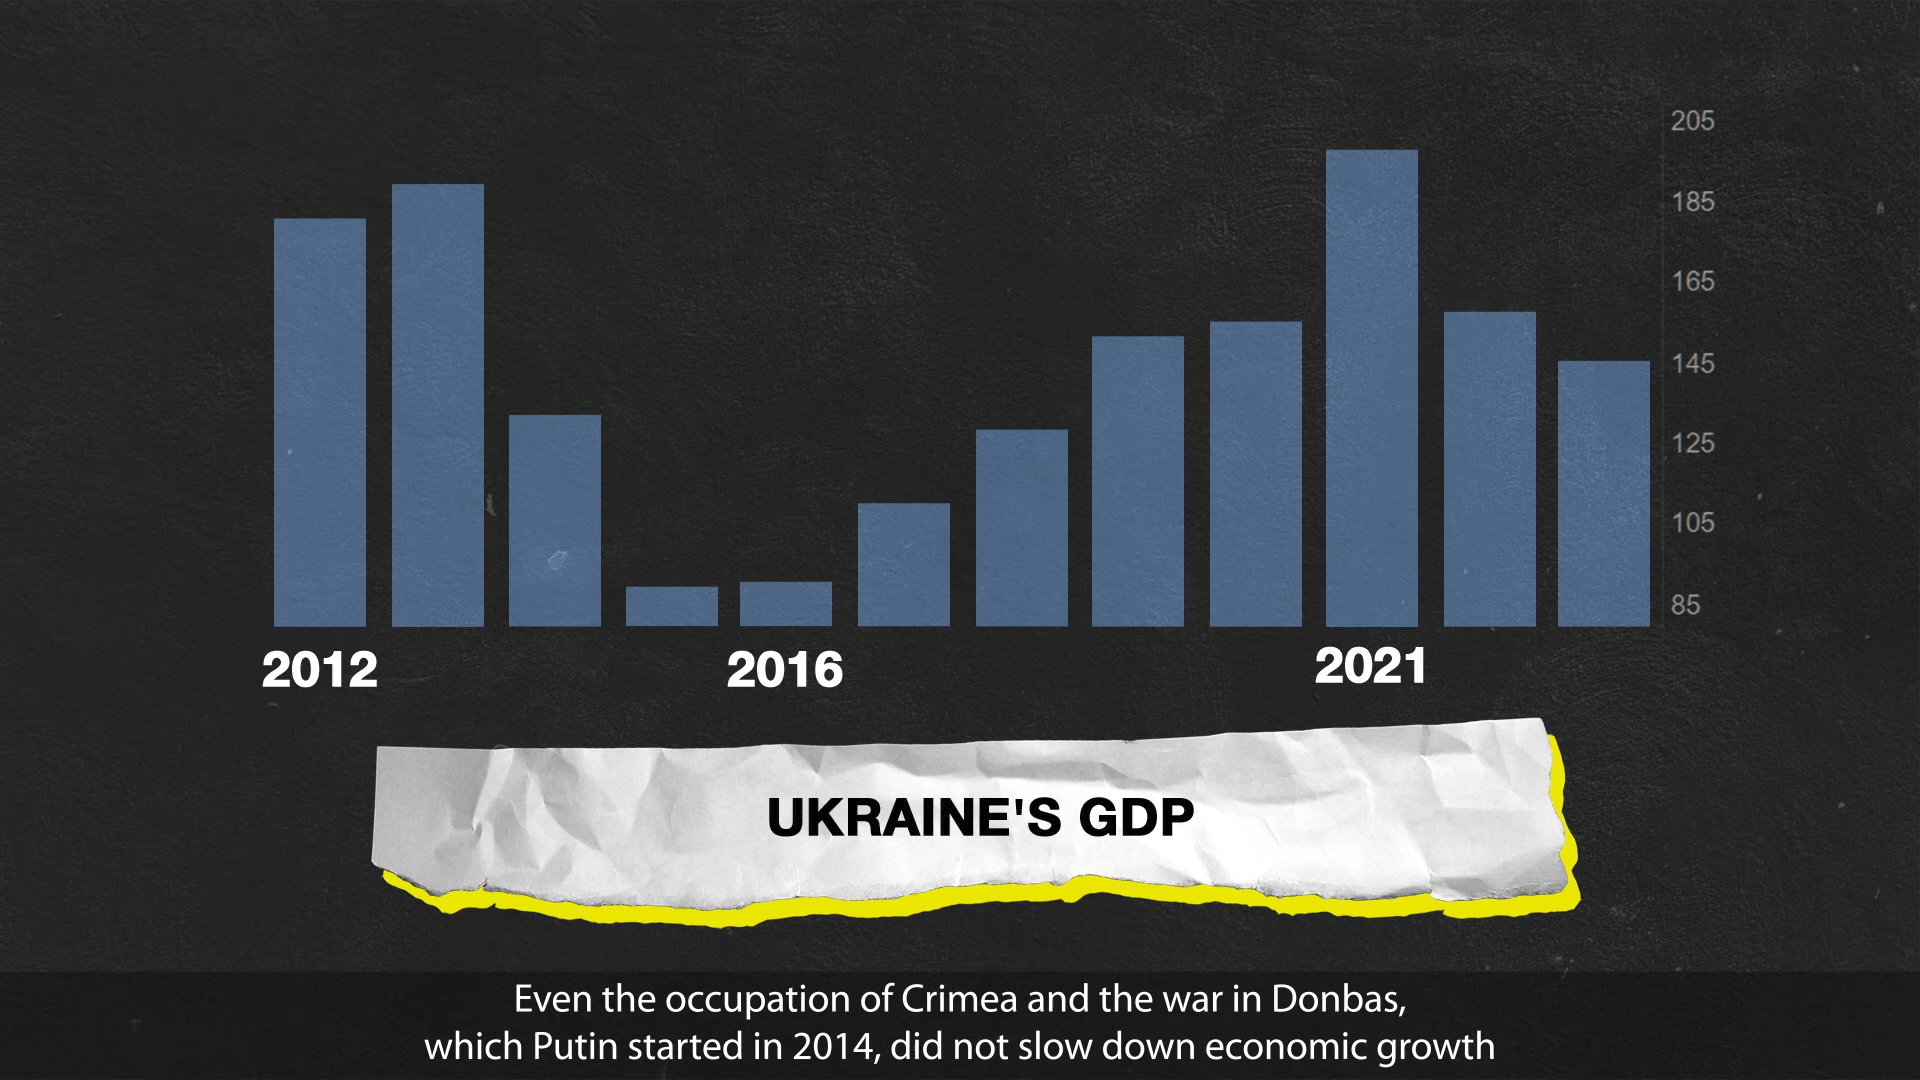 205
185
165
145
125
105
85
2012 2016 2021
UKRAINE'S GDP
Even the occupation of Crimea and the war in Donbas,
which Putin started in 2014, did not slow down economic growth